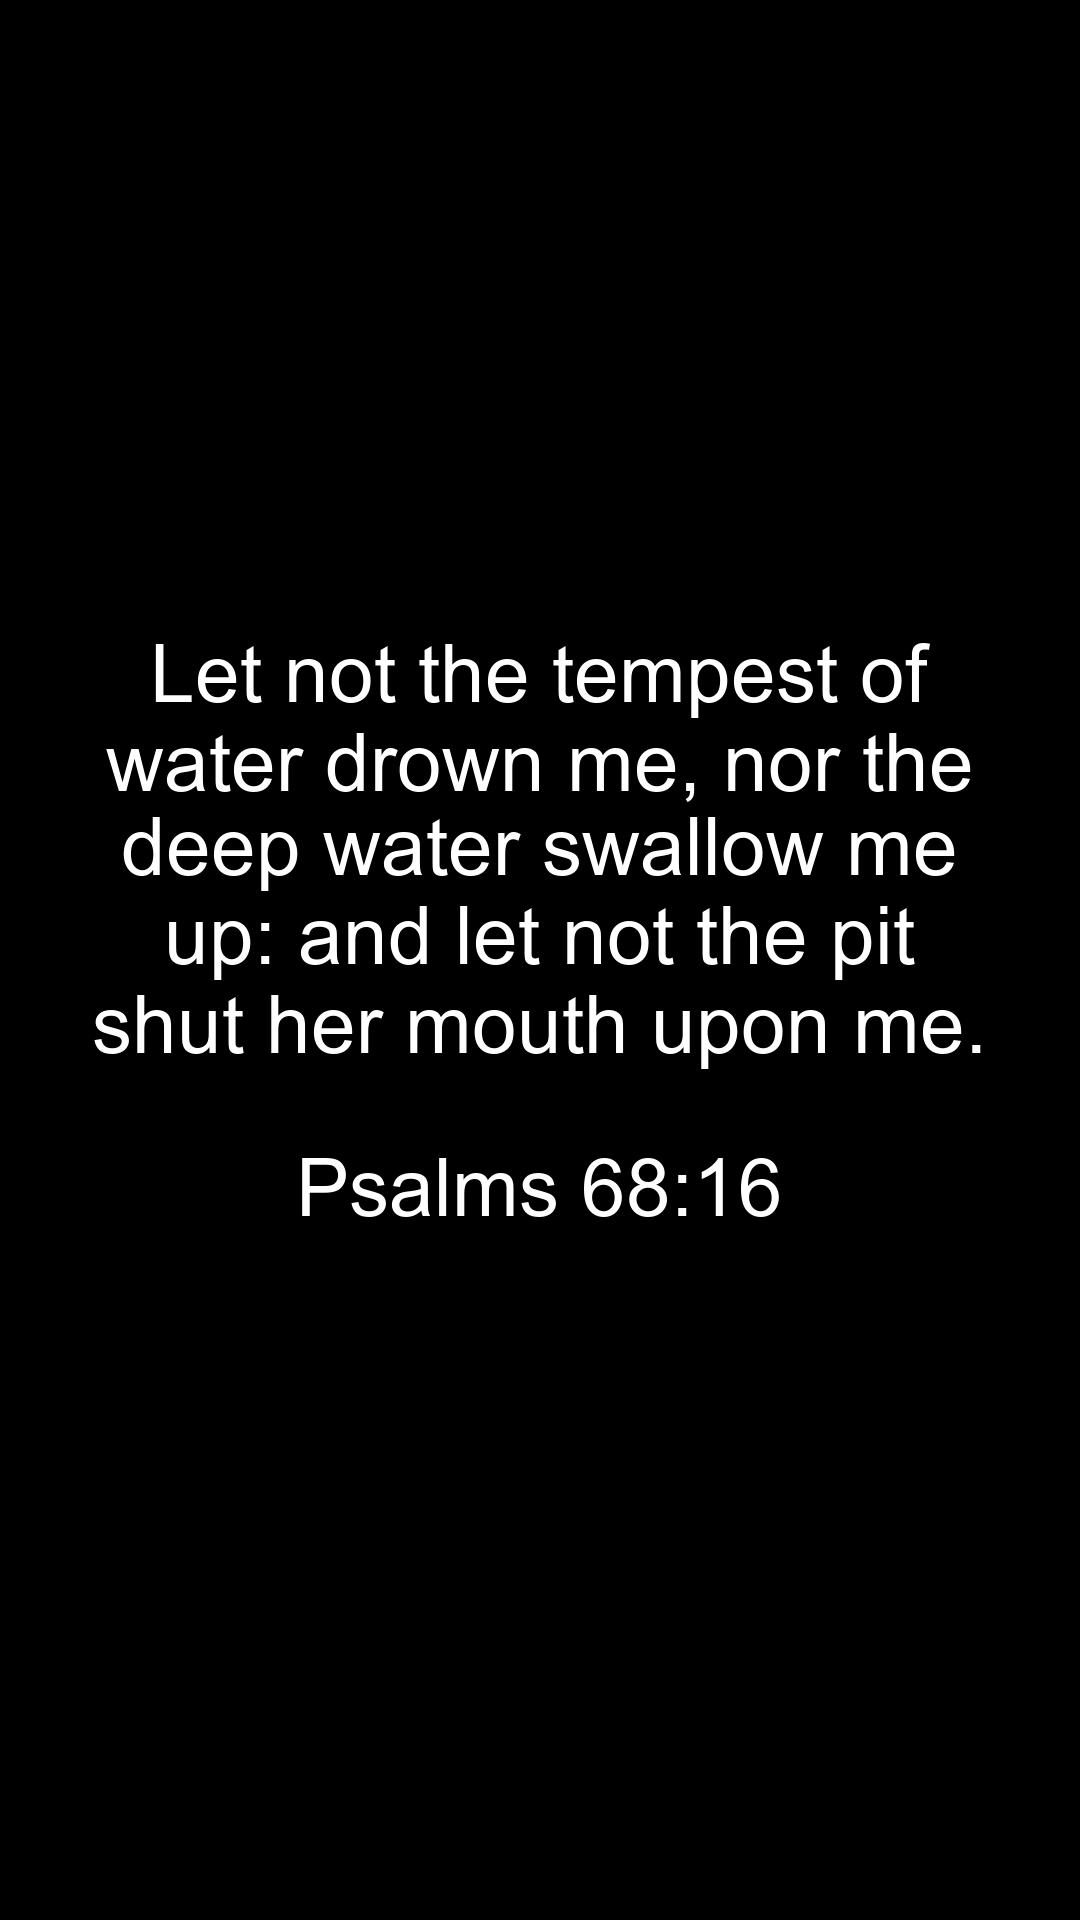 Let not the tempest of
water drown me, nor the
deep water swallow me
up: and let not the pit
shut her mouth upon me.
Psalms 68:16